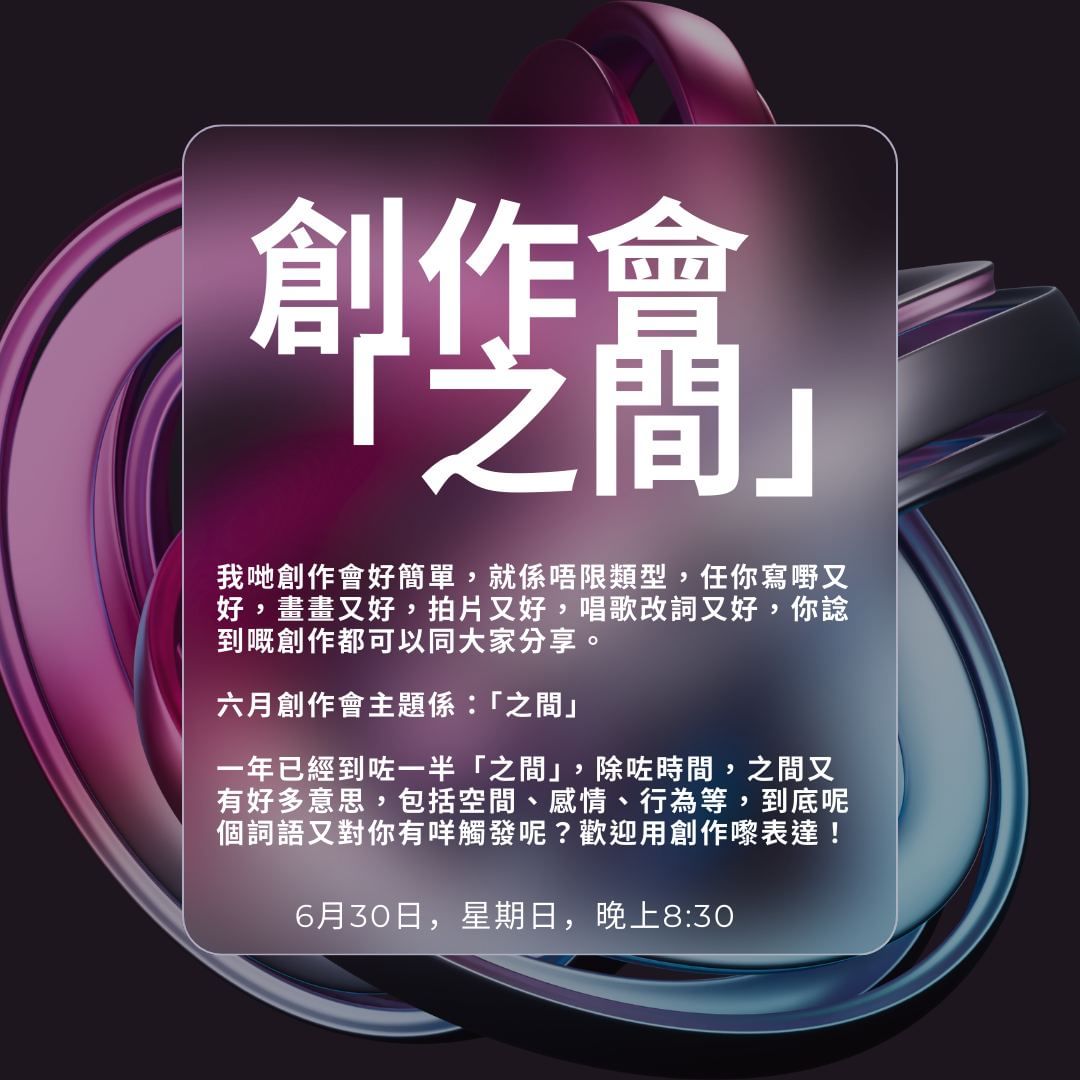 創作會
「之間」
我哋創作會好簡單，就係唔限類型，任你寫嘢又
好，畫畫又好，拍片又好，唱歌改詞又好，你諗
到嘅創作都可以同大家分享。
六月創作會主題係：「之間」
一年已經到咗一半「之間」，除咗時間，之間又
有好多意思，包括空間、感情、行為等，到底呢
個詞語又對你有咩觸發呢？歡迎用創作嚟表達！
6月30日，星期日，晚上8:30